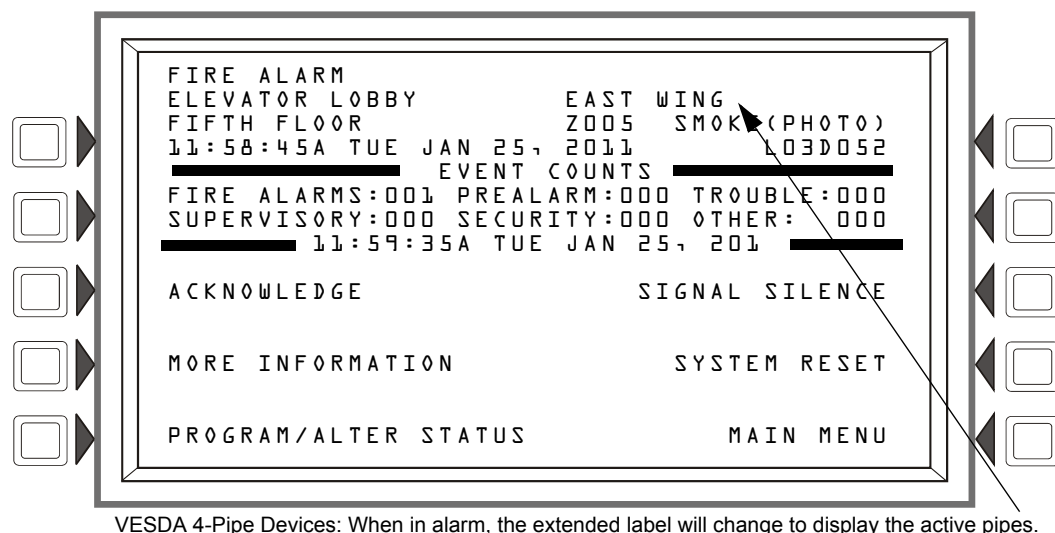 FIRE ALARM
ELEVATOR LOBBY EAST WING
FIFTH FLOOR Z005 SMOKE(PHOTO)
11:58:45A TUE JAN 25, 2011 L03D052
EVENT COUNTS
FIRE ALARMS:001 PREALARM:000 TROUBLE:000
SUPERVISORY:000 SECURITY:000 OTHER: 000
11:59:35A TUE JAN 25, 201
ACKNOWLEDGE SIGNAL SILENCE
MORE INFORMATION SYSTEM RESET
PROGRAM/ALTER STATUS MAIN MENU
VESDA 4-Pipe Devices: When in alarm, the extended label will change to display the active pipes.